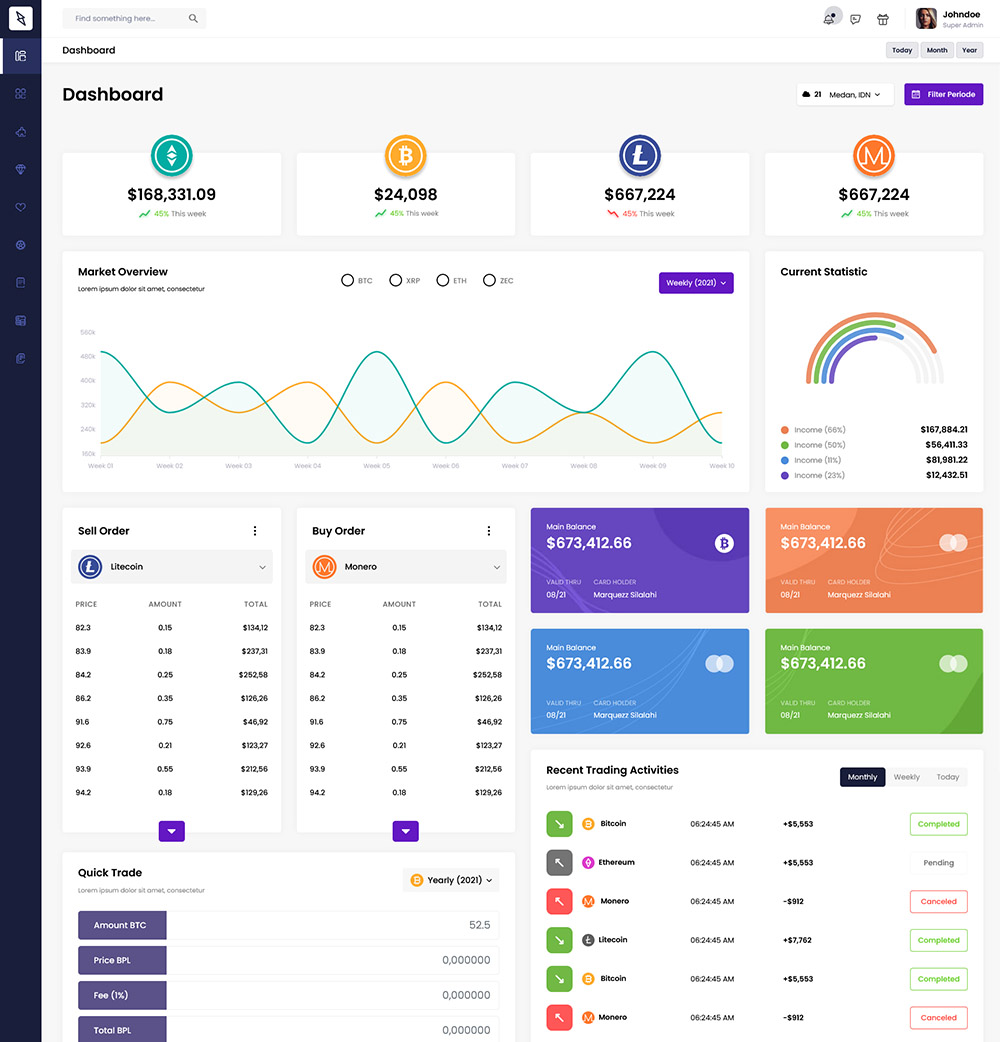 Find something here...
Johndoe
Super Admin
Dashboard
Today Month Year
Dashboard
21 Medan, IDN
Filter Periode
$168,331.09
45% This week
$24,098
45% This week
$667,224
45% This week
$667,224
45% This week
Market Overview
Lorem ipsum dolor sit amet, consectetur
BTC XRP ETH ZEC
Weekly (2021)
560k
480k
400k
320k
240k
160k
Week 01 Week 02 Week 03 Week 04 Week 05 Week 06 Week 07 Week 08 Week 09 Week 10
Current Statistic
Income (66%) $167,884.21
Income (50%) $56,411.33
Income (11%) $81,981.22
Income (23%) $12,432.51
Sell Order
Litecoin
PRICE AMOUNT TOTAL
82.3 0.15 $134,12
83.9 0.18 $237,31
84.2 0.25 $252,58
86.2 0.35 $126,26
91.6 0.75 $46,92
92.6 0.21 $123,27
93.9 0.55 $212,56
94.2 0.18 $129,26
Buy Order
Monero
PRICE AMOUNT TOTAL
82.3 0.15 $134,12
83.9 0.18 $237,31
84.2 0.25 $252,58
86.2 0.35 $126,26
91.6 0.75 $46,92
92.6 0.21 $123,27
93.9 0.55 $212,56
94.2 0.18 $129,26
Main Balance
$673,412.66
VALID THRU CARD HOLDER
08/21 Marquezz Silalahi
Main Balance
$673,412.66
VALID THRU CARD HOLDER
08/21 Marquezz Silalahi
Main Balance
$673,412.66
VALID THRU CARD HOLDER
08/21 Marquezz Silalahi
Main Balance
$673,412.66
VALID THRU CARD HOLDER
08/21 Marquezz Silalahi
Quick Trade
Lorem ipsum dolor sit amet, consectetur
Yearly (2021)
Amount BTC 52.5
Price BPL 0,000000
Fee (1%) 0,000000
Total BPL 0,000000
Recent Trading Activities
Lorem ipsum dolor sit amet, consectetur
Monthly Weekly Today
Bitcoin 06:24:45 AM +$5,553 Completed
Ethereum 06:24:45 AM +$5,553 Pending
Monero 06:24:45 AM -$912 Canceled
Litecoin 06:24:45 AM +$7,762 Completed
Bitcoin 06:24:45 AM +$5,553 Completed
Monero 06:24:45 AM -$912 Canceled